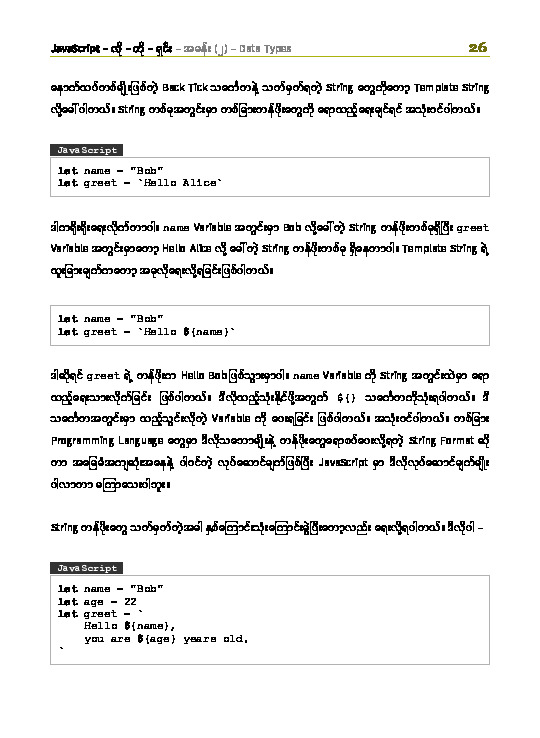 JavaScript – လို – တို – ရှင်း – အခန်း (၂) – Data Types 26
နောက်ထပ်တစ်မျိုးဖြစ်တဲ့ Back Tick သင်္ကေတနဲ့ သတ်မှတ်ရတဲ့ String တွေကိုတော့ Template String
လို့ခေါ်ပါတယ်။ String တစ်ခုအတွင်းမှာ တစ်ခြားတန်ဖိုးတွေကို ရောထည့်ရေးချင်ရင် အသုံးဝင်ပါတယ်။
JavaScript
let name = "Bob"
let greet = `Hello Alice`
ဒါကရိုးရိုးရေးလိုက်တာပါ။ name Variable အတွင်းမှာ Bob လို့ခေါ်တဲ့ String တန်ဖိုးတစ်ခုရှိပြီး greet
Variable အတွင်းမှာတော့ Hello Alice လို့ ခေါ်တဲ့ String တန်ဖိုးတစ်ခု ရှိနေတာပါ။ Template String ရဲ့
ထူးခြားချက်ကတော့ အခုလိုရေးလို့ရခြင်းဖြစ်ပါတယ်။
let name = "Bob"
let greet = `Hello ${name}`
ဒါဆိုရင် greet ရဲ့ တန်ဖိုးက Hello Bob ဖြစ်သွားမှာပါ။ name Variable ကို String အတွင်းထဲမှာ ရော
ထည့်ရေးသားလိုက်ခြင်း ဖြစ်ပါတယ်။ ဒီလိုထည့်သုံးနိုင်ဖို့အတွက် ${} သင်္ကေတကိုသုံးရပါတယ်။ ဒီ
သင်္ကေတအတွင်းမှာ ထည့်သွင်းလိုတဲ့ Variable ကို ပေးရခြင်း ဖြစ်ပါတယ်။ အသုံးဝင်ပါတယ်။ တစ်ခြား
Programming Language တွေမှာ ဒီလိုသဘောမျိုးနဲ့ တန်ဖိုးတွေရောစပ်ပေးလို့ရတဲ့ String Format ဆို
တာ အခြေခံအကျဆုံးအနေနဲ့ ပါဝင်တဲ့ လုပ်ဆောင်ချက်ဖြစ်ပြီး JavaScript မှာ ဒီလိုလုပ်ဆောင်ချက်မျိုး
ပါလာတာ မကြာသေးပါဘူး။
String တန်ဖိုးတွေ သတ်မှတ်တဲ့အခါ နှစ်ကြောင်းသုံးကြောင်းခွဲပြီးတော့လည်း ရေးလို့ရပါတယ်။ ဒီလိုပါ –
JavaScript
let name = "Bob"
let age = 22
let greet = `
Hello ${name},
you are ${age} years old.
`